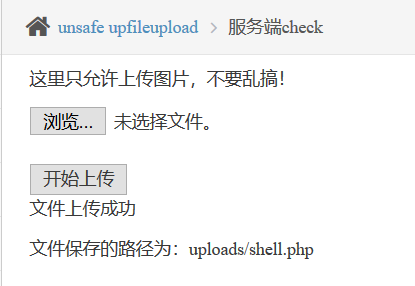 unsafe upfileupload > 服务端check
这里只允许上传图片，不要乱搞！
浏览... 未选择文件。
开始上传
文件上传成功
文件保存的路径为：uploads/shell.php